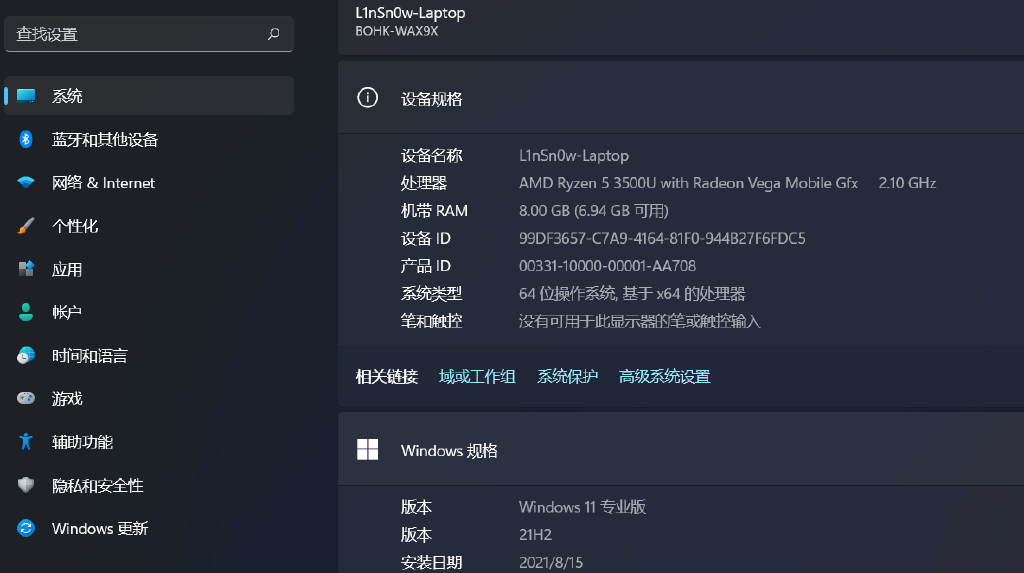 L1nSn0w-Laptop
BOHK-WAX9X
查找设置
系统
蓝牙和其他设备
网络 & Internet
个性化
应用
帐户
时间和语言
游戏
辅助功能
隐私和安全性
Windows 更新
设备规格
设备名称 L1nSn0w-Laptop
处理器 AMD Ryzen 5 3500U with Radeon Vega Mobile Gfx 2.10 GHz
机带 RAM 8.00 GB (6.94 GB 可用)
设备 ID 99DF3657-C7A9-4164-81F0-944B27F6FDC5
产品 ID 00331-10000-00001-AA708
系统类型 64 位操作系统, 基于 x64 的处理器
笔和触控 没有可用于此显示器的笔或触控输入
相关链接 域或工作组 系统保护 高级系统设置
Windows 规格
版本 Windows 11 专业版
版本 21H2
安装日期 2021/8/15